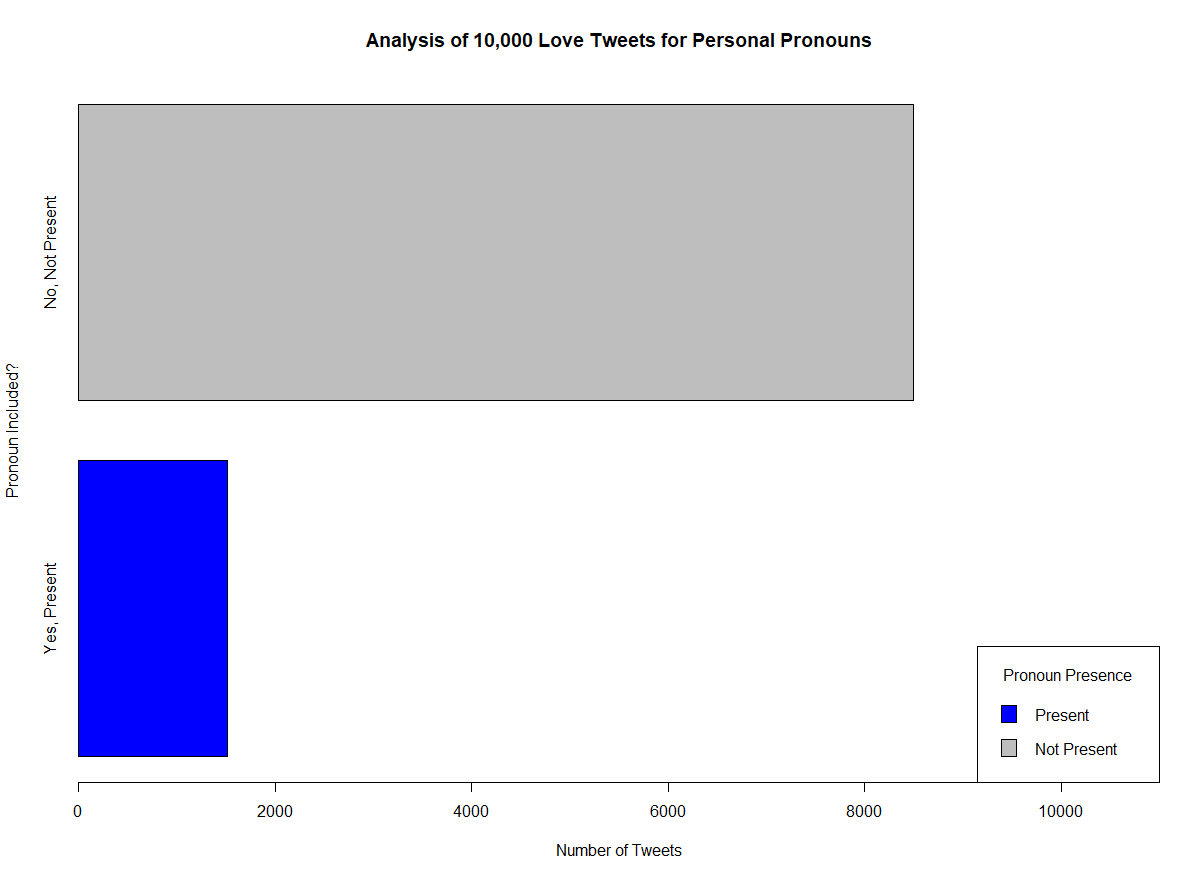 Analysis of 10,000 Love Tweets for Personal Pronouns
No, Not Present
Pronoun Included?
Yes, Present
Pronoun Presence
Present
Not Present
0 2000 4000 6000 8000 10000
Number of Tweets